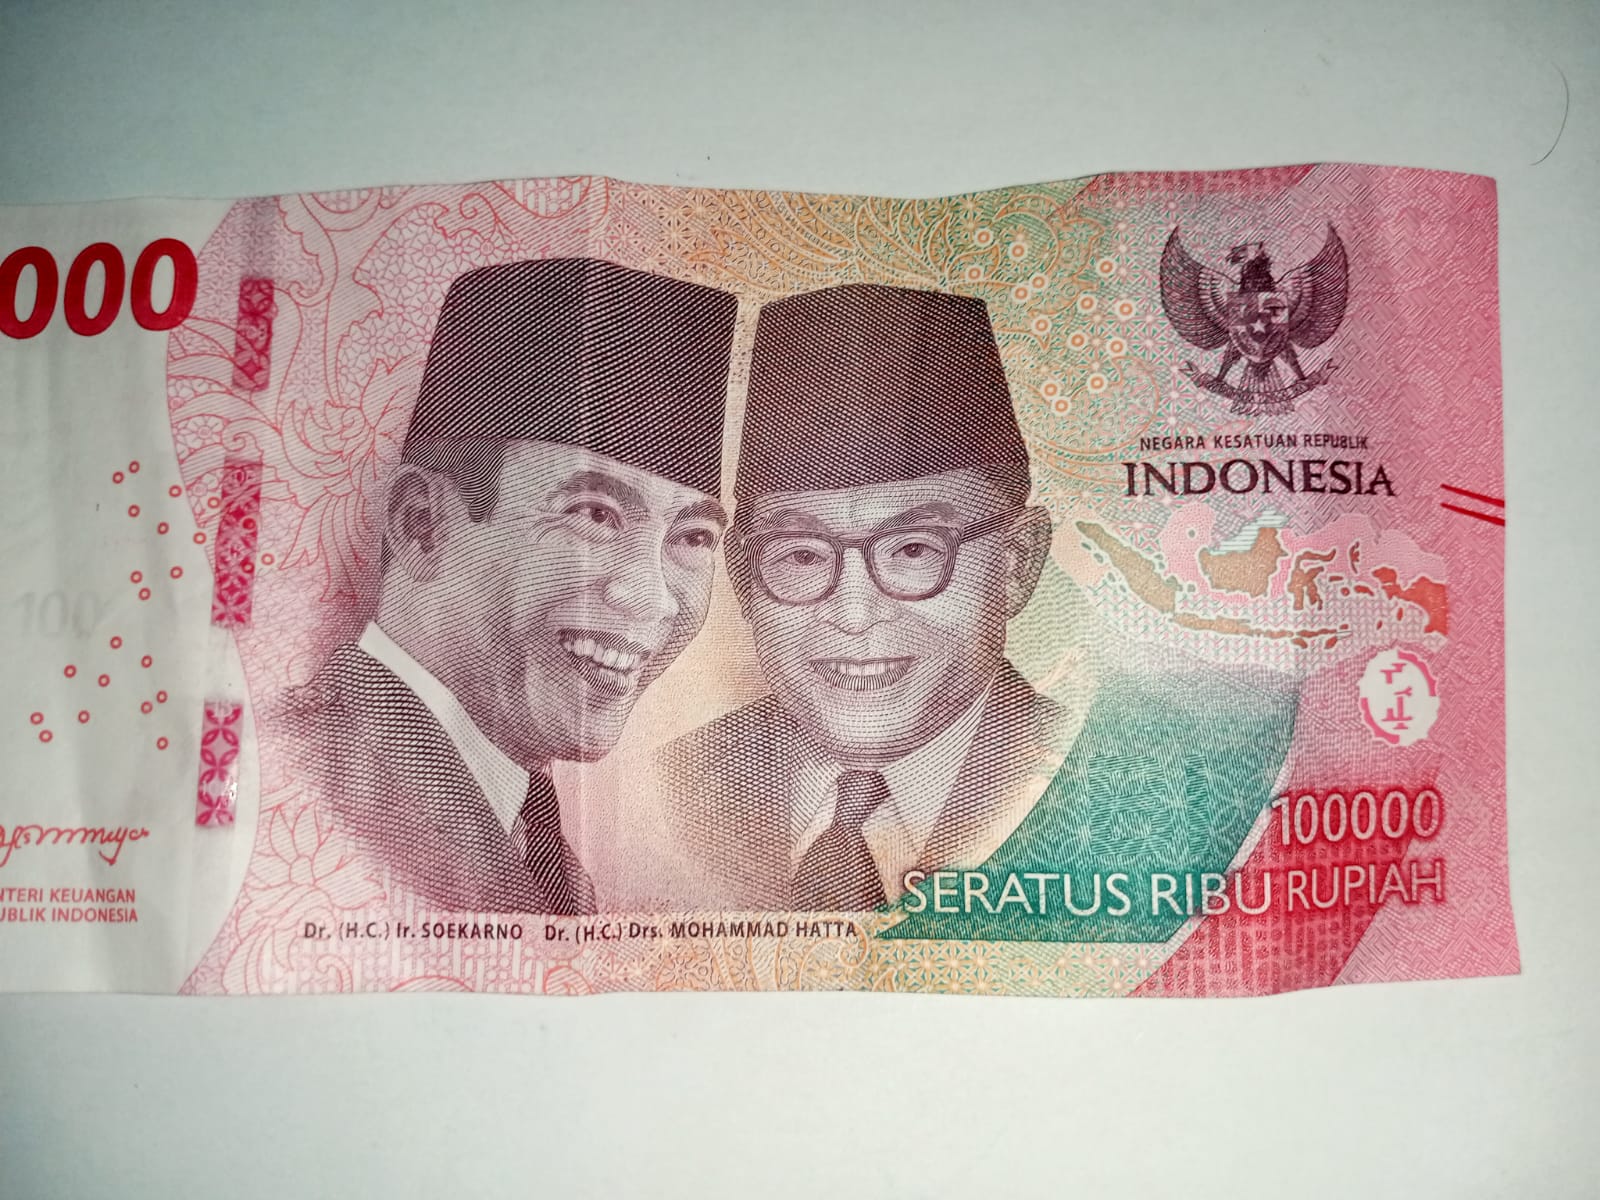 000
100
NTERI KEUANGAN
UBLIK INDONESIA
Dr. (H.C.) Ir. SOEKARNO
Dr. (H.C.) Drs. MOHAMMAD HATTA
NEGARA KESATUAN REPUBLIK
INDONESIA
100000
SERATUS RIBU RUPIAH